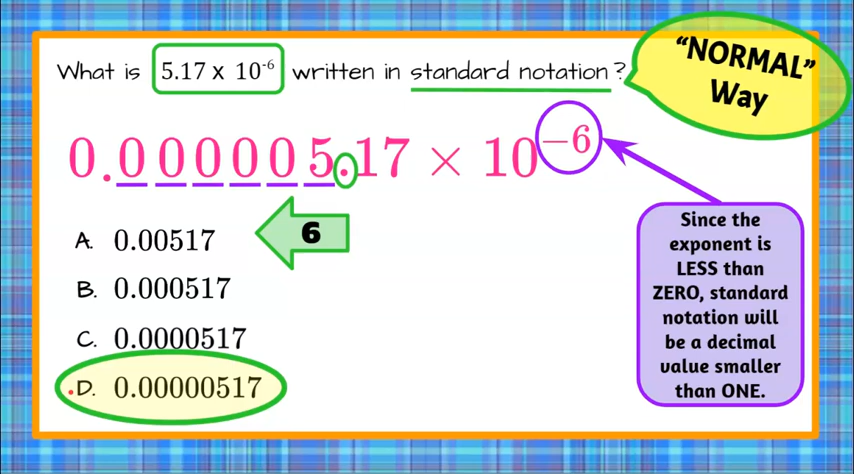 "NORMAL"
Way
What is 5.17 x 10⁻⁶ written in standard notation?
0.000005.17 × 10⁻⁶
6
A. 0.00517
B. 0.000517
C. 0.0000517
D. 0.00000517
Since the
exponent is
LESS than
ZERO, standard
notation will
be a decimal
value smaller
than ONE.